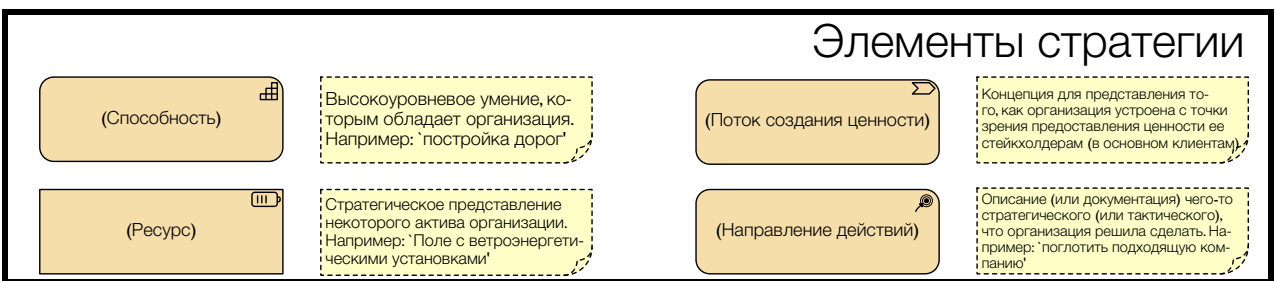 Элементы стратегии
(Способность)
Высокоуровневое умение, ко-
торым обладает организация.
Например: `постройка дорог'
(Поток создания ценности)
Концепция для представления то-
го, как организация устроена с точки
зрения предоставления ценности ее
стейкхолдерам (в основном клиентам).
(Ресурс)
Стратегическое представление
некоторого актива организации.
Например: `Поле с ветроэнергети-
ческими установками'
(Направление действий)
Описание (или документация) чего-то
стратегического (или тактического),
что организация решила сделать. На-
пример: `поглотить подходящую ком-
панию'